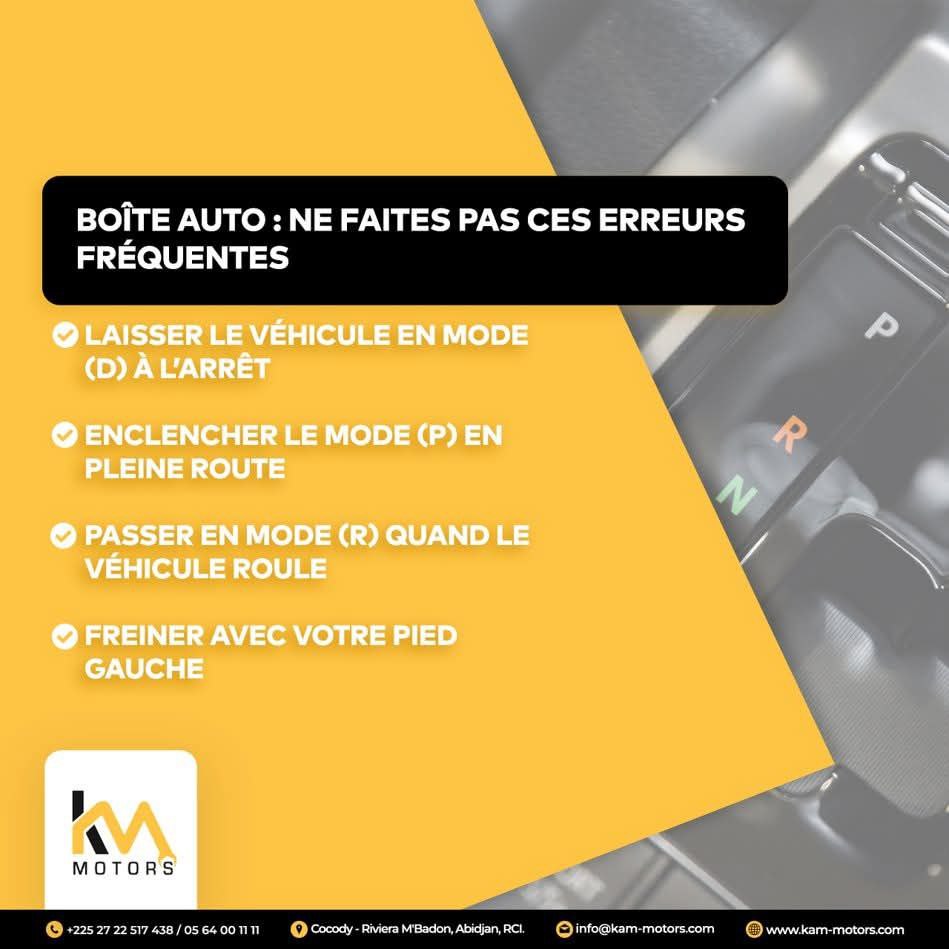 BOÎTE AUTO : NE FAITES PAS CES ERREURS
FRÉQUENTES
LAISSER LE VÉHICULE EN MODE
(D) À L'ARRÊT
ENCLENCHER LE MODE (P) EN
PLEINE ROUTE
PASSER EN MODE (R) QUAND LE
VÉHICULE ROULE
FREINER AVEC VOTRE PIED
GAUCHE
P
R
N
KM
MOTORS
+225 27 22 517 438 / 05 64 00 11 11
Cocody - Riviera M'Badon, Abidjan, RCI.
info@kam-motors.com
www.kam-motors.com